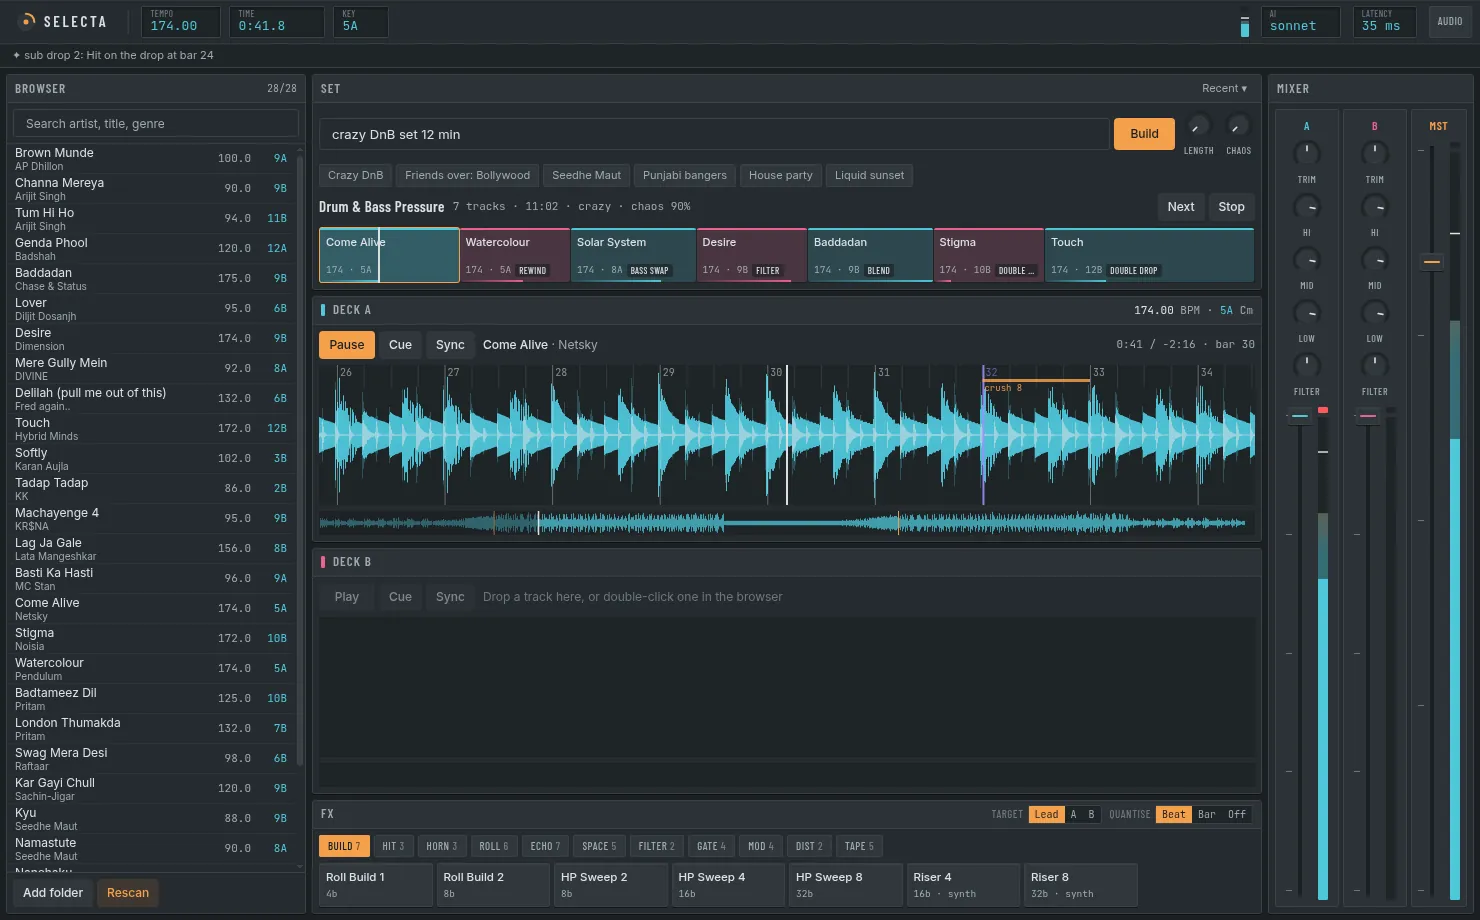 SELECTA
TEMPO
174.00
TIME
0:41.8
KEY
5A
AI
sonnet
LATENCY
35 ms
AUDIO
✦ sub drop 2: Hit on the drop at bar 24
BROWSER 28/28
Search artist, title, genre
Brown Munde 100.0 9A
AP Dhillon
Channa Mereya 90.0 9B
Arijit Singh
Tum Hi Ho 94.0 11B
Arijit Singh
Genda Phool 120.0 12A
Badshah
Baddadan 175.0 9B
Chase & Status
Lover 95.0 6B
Diljit Dosanjh
Desire 174.0 9B
Dimension
Mere Gully Mein 92.0 8A
DIVINE
Delilah (pull me out of this) 132.0 6B
Fred again..
Touch 172.0 12B
Hybrid Minds
Softly 102.0 3B
Karan Aujla
Tadap Tadap 86.0 2B
KK
Machayenge 4 95.0 9B
KR$NA
Lag Ja Gale 156.0 8B
Lata Mangeshkar
Basti Ka Hasti 96.0 9A
MC Stan
Come Alive 174.0 5A
Netsky
Stigma 172.0 10B
Noisia
Watercolour 174.0 5A
Pendulum
Badtameez Dil 125.0 10B
Pritam
London Thumakda 132.0 7B
Pritam
Swag Mera Desi 98.0 6B
Raftaar
Kar Gayi Chull 120.0 9B
Sachin-Jigar
Kyu 88.0 9B
Seedhe Maut
Namastute 90.0 8A
Seedhe Maut
Add folder Rescan
SET Recent ▾
crazy DnB set 12 min Build
LENGTH CHAOS
Crazy DnB Friends over: Bollywood Seedhe Maut Punjabi bangers House party Liquid sunset
Drum & Bass Pressure 7 tracks · 11:02 · crazy · chaos 90% Next Stop
Come Alive Watercolour Solar System Desire Baddadan Stigma Touch
174 · 5A 174 · 5A REWIND 174 · 8A BASS SWAP 174 · 9B FILTER 174 · 9B BLEND 174 · 10B DOUBLE … 174 · 12B DOUBLE DROP
DECK A 174.00 BPM · 5A Cm
Pause Cue Sync Come Alive · Netsky 0:41 / -2:16 · bar 30
26 27 28 29 30 31 32 33 34
crush 8
DECK B
Play Cue Sync Drop a track here, or double-click one in the browser
FX TARGET Lead A B QUANTISE Beat Bar Off
BUILD 7 HIT 3 HORN 3 ROLL 6 ECHO 7 SPACE 5 FILTER 2 GATE 4 MOD 4 DIST 2 TAPE 5
Roll Build 1 Roll Build 2 HP Sweep 2 HP Sweep 4 HP Sweep 8 Riser 4 Riser 8
4b 8b 8b 16b 32b 16b · synth 32b · synth
MIXER
A B MST
TRIM TRIM
HI HI
MID MID
LOW LOW
FILTER FILTER